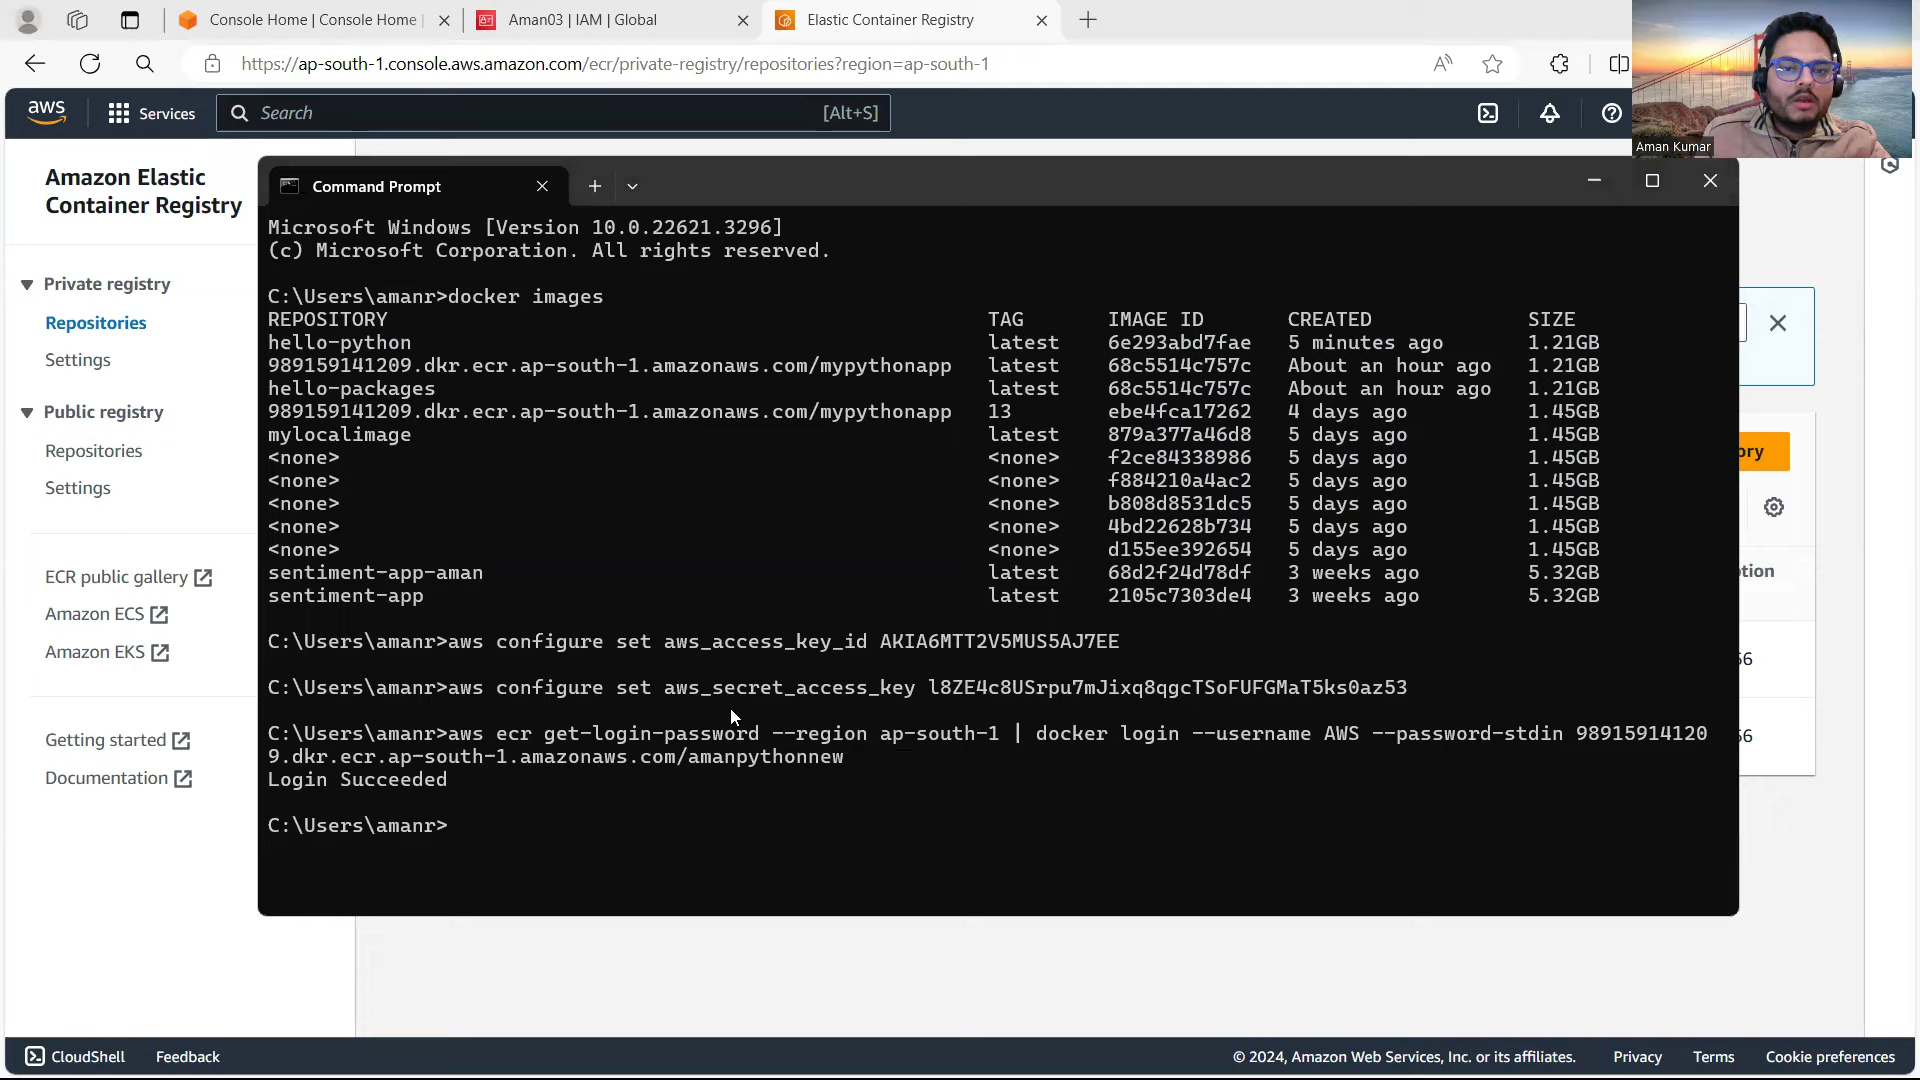 Console Home | Console Home
Aman03 | IAM | Global
Elastic Container Registry
https://ap-south-1.console.aws.amazon.com/ecr/private-registry/repositories?region=ap-south-1
aws
Services
Search
[Alt+S]
Aman Kumar
Amazon Elastic
Container Registry
Private registry
Repositories
Settings
Public registry
Repositories
Settings
ECR public gallery
Amazon ECS
Amazon EKS
Getting started
Documentation
Command Prompt
Microsoft Windows [Version 10.0.22621.3296]
(c) Microsoft Corporation. All rights reserved.
C:\Users\amanr>docker images
REPOSITORY TAG IMAGE ID CREATED SIZE
hello-python latest 6e293abd7fae 5 minutes ago 1.21GB
989159141209.dkr.ecr.ap-south-1.amazonaws.com/mypythonapp latest 68c5514c757c About an hour ago 1.21GB
hello-packages latest 68c5514c757c About an hour ago 1.21GB
989159141209.dkr.ecr.ap-south-1.amazonaws.com/mypythonapp 13 ebe4fca17262 4 days ago 1.45GB
mylocalimage latest 879a377a46d8 5 days ago 1.45GB
<none> <none> f2ce84338986 5 days ago 1.45GB
<none> <none> f884210a4ac2 5 days ago 1.45GB
<none> <none> b808d8531dc5 5 days ago 1.45GB
<none> <none> 4bd22628b734 5 days ago 1.45GB
<none> <none> d155ee392654 5 days ago 1.45GB
sentiment-app-aman latest 68d2f24d78df 3 weeks ago 5.32GB
sentiment-app latest 2105c7303de4 3 weeks ago 5.32GB
C:\Users\amanr>aws configure set aws_access_key_id AKIA6MTT2V5MUS5AJ7EE
C:\Users\amanr>aws configure set aws_secret_access_key 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
C:\Users\amanr>aws ecr get-login-password --region ap-south-1 | docker login --username AWS --password-stdin 98915914120
9.dkr.ecr.ap-south-1.amazonaws.com/amanpythonnew
Login Succeeded
C:\Users\amanr>
ory
tion
56
56
CloudShell
Feedback
© 2024, Amazon Web Services, Inc. or its affiliates.
Privacy
Terms
Cookie preferences